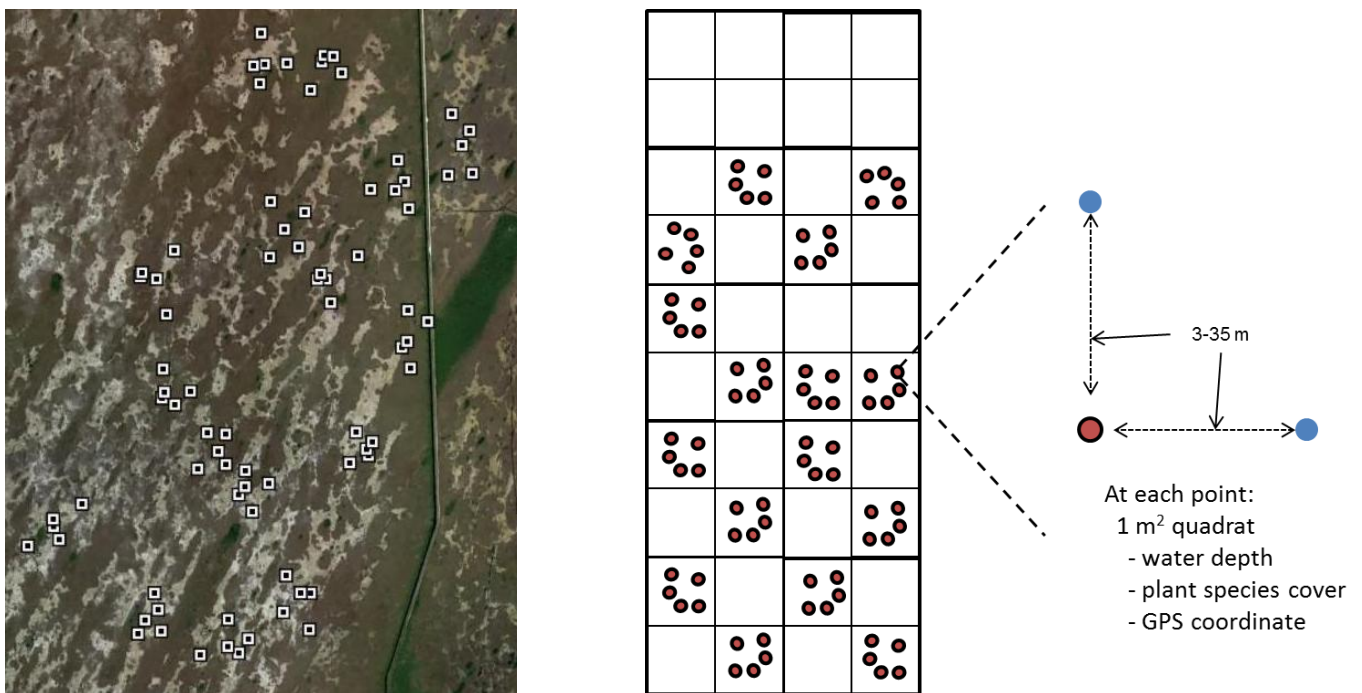 3-35 m
At each point:
1 m² quadrat
- water depth
- plant species cover
- GPS coordinate